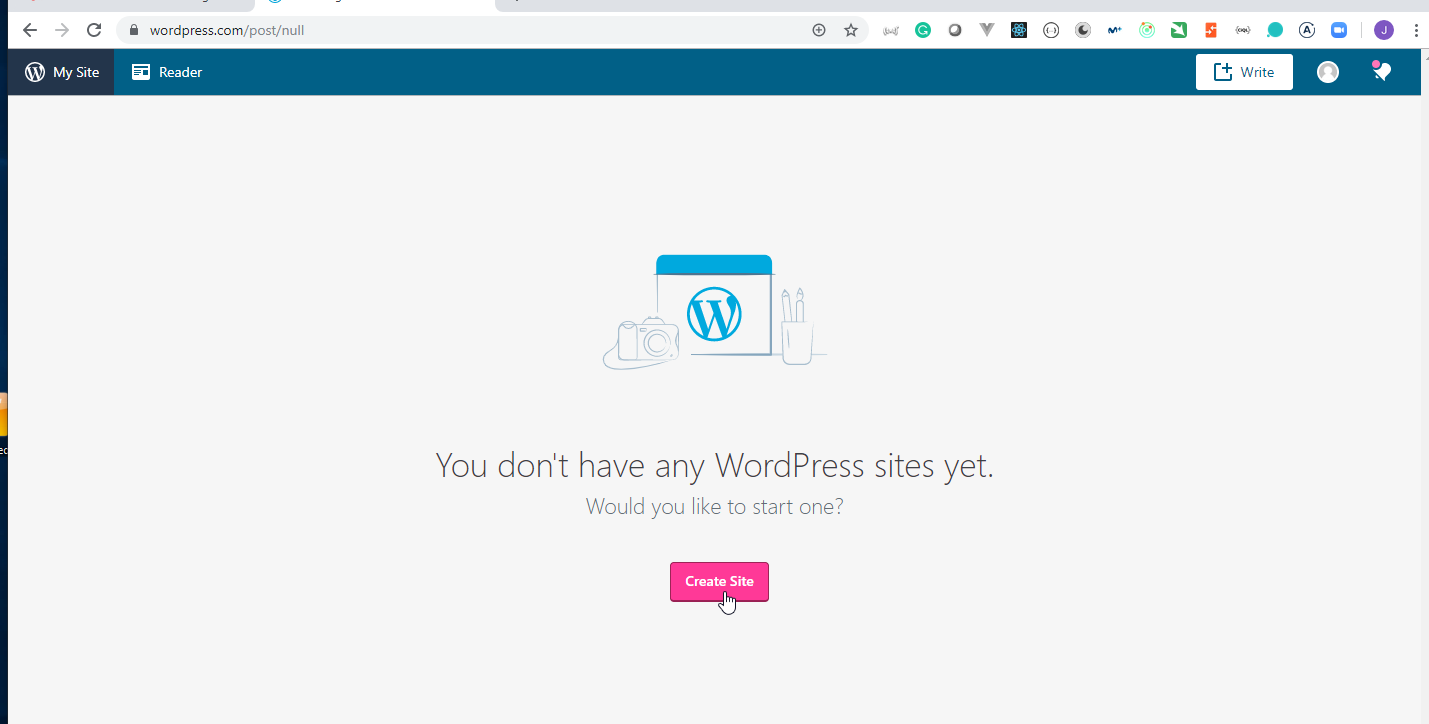 wordpress.com/post/null
J
My Site
Reader
Write
You don't have any WordPress sites yet.
Would you like to start one?
Create Site